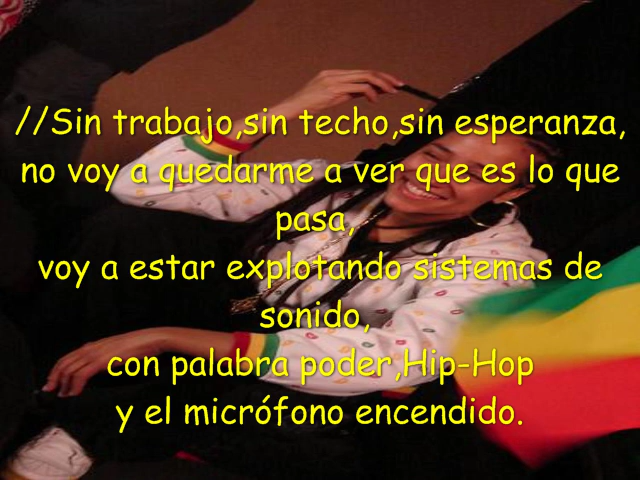 //Sin trabajo,sin techo,sin esperanza,
no voy a quedarme a ver que es lo que
pasa,
voy a estar explotando sistemas de
sonido,
con palabra poder,Hip-Hop
y el micrófono encendido.